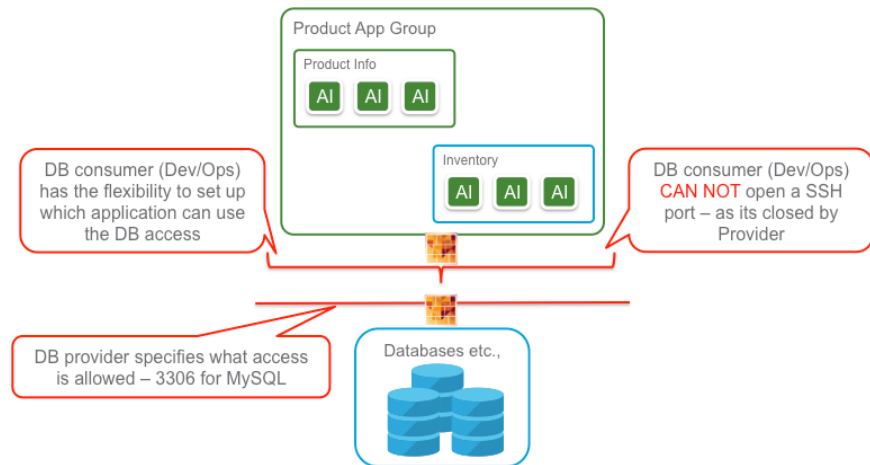 Product App Group
Product Info
AI AI AI
Inventory
AI AI AI
DB consumer (Dev/Ops)
has the flexibility to set up
which application can use
the DB access
DB consumer (Dev/Ops)
CAN NOT open a SSH
port – as its closed by
Provider
DB provider specifies what access
is allowed – 3306 for MySQL
Databases etc.,